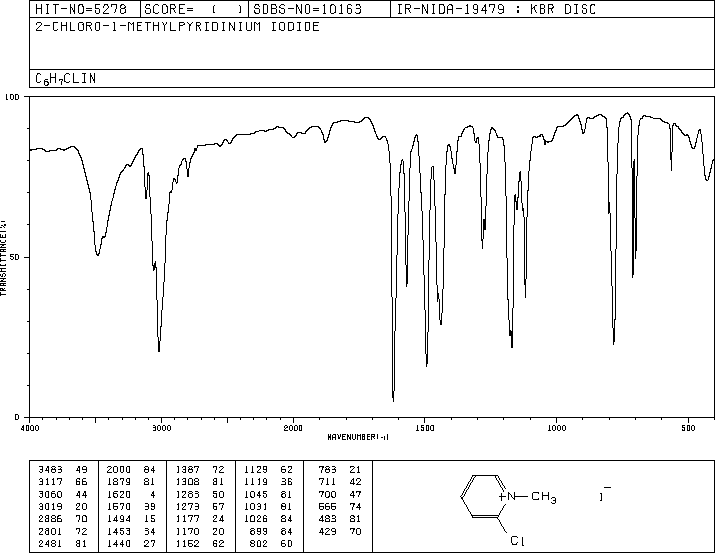 HIT-NO=5278 SCORE= ( ) SDBS-NO=10163 IR-NIDA-19479 : KBR DISC
2-CHLORO-1-METHYLPYRIDINIUM IODIDE
C6H7CLIN
100
50
0
TRANSMITTANCE(%)
4000 3000 2000 1500 1000 500
WAVENUMBER(-1)
3483 49 2000 84 1387 72 1129 62 783 21
3117 66 1879 81 1308 81 1119 36 711 42
3060 44 1620 4 1283 50 1045 81 700 47
3019 20 1570 39 1273 57 1031 81 566 74
2886 70 1494 15 1177 24 1026 84 483 81
2801 72 1453 34 1170 20 899 84 429 70
2481 81 1440 27 1152 62 802 60
+N-CH3 I-
Cl